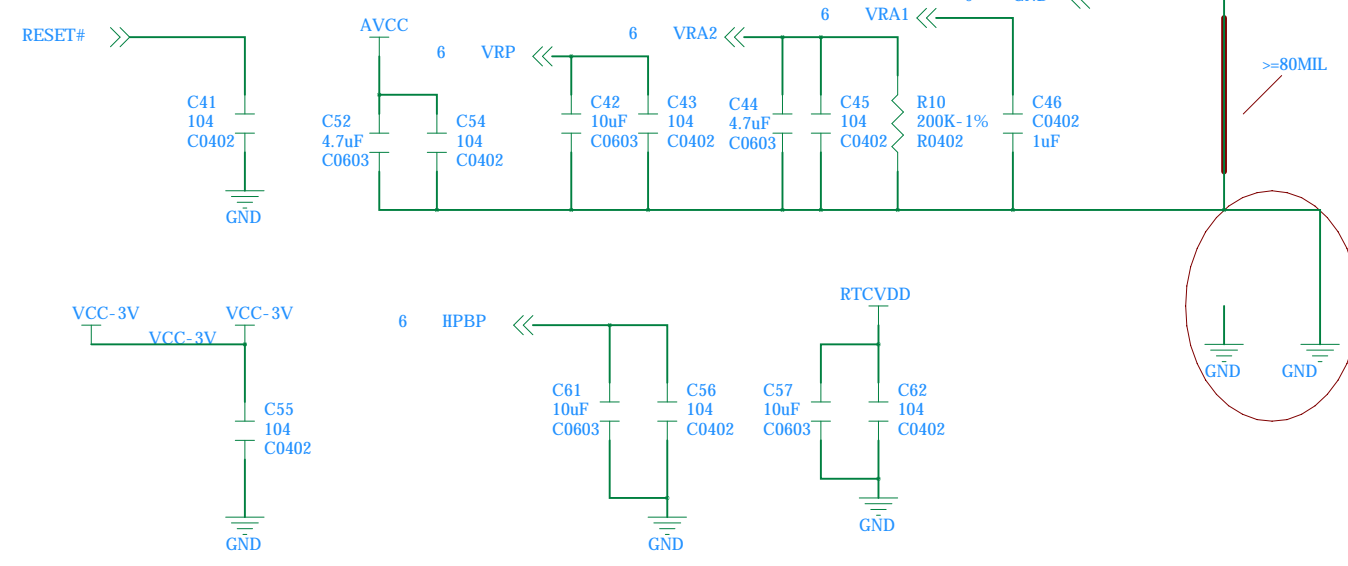 6 VRA1
RESET#
AVCC
6 VRP
6 VRA2
>=80MIL
C41
104
C0402
C52
4.7uF
C0603
C54
104
C0402
C42
10uF
C0603
C43
104
C0402
C44
4.7uF
C0603
C45
104
C0402
R10
200K-1%
R0402
C46
C0402
1uF
GND
VCC-3V
VCC-3V
VCC-3V
6 HPBP
RTCVDD
GND
GND
C55
104
C0402
C61
10uF
C0603
C56
104
C0402
C57
10uF
C0603
C62
104
C0402
GND
GND
GND